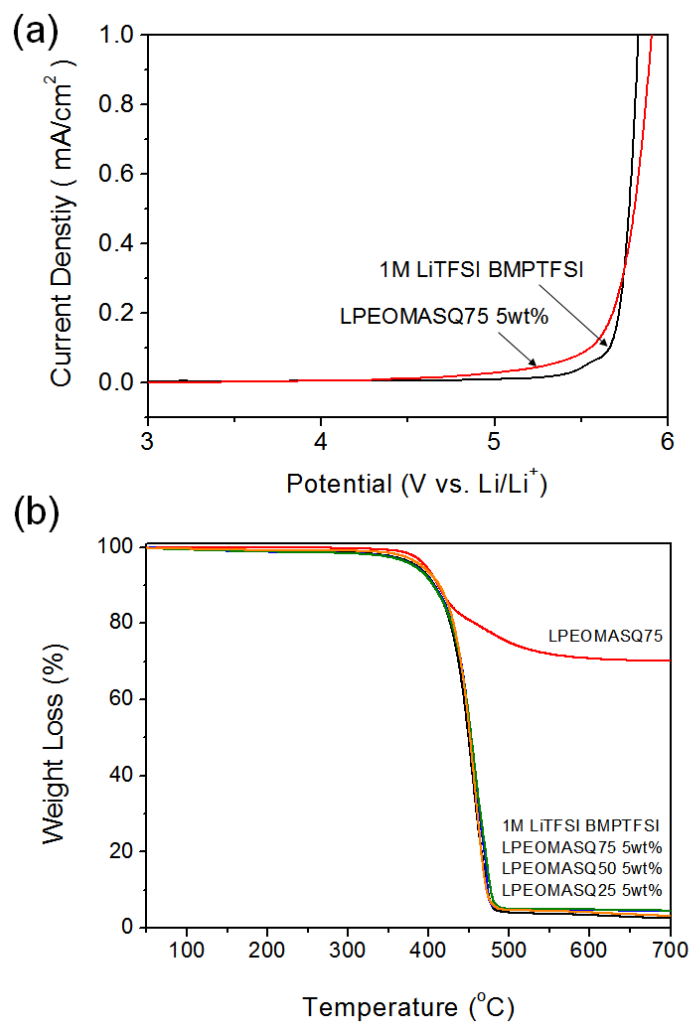 (a)
1.0
0.8
0.6
0.4
0.2
0.0
Current Denstiy ( mA/cm²)
1M LiTFSI BMPTFSI
LPEOMASQ75 5wt%
3 4 5 6
Potential (V vs. Li/Li⁺)
(b)
100
80
60
40
20
0
Weight Loss (%)
LPEOMASQ75
1M LiTFSI BMPTFSI
LPEOMASQ75 5wt%
LPEOMASQ50 5wt%
LPEOMASQ25 5wt%
100 200 300 400 500 600 700
Temperature (°C)